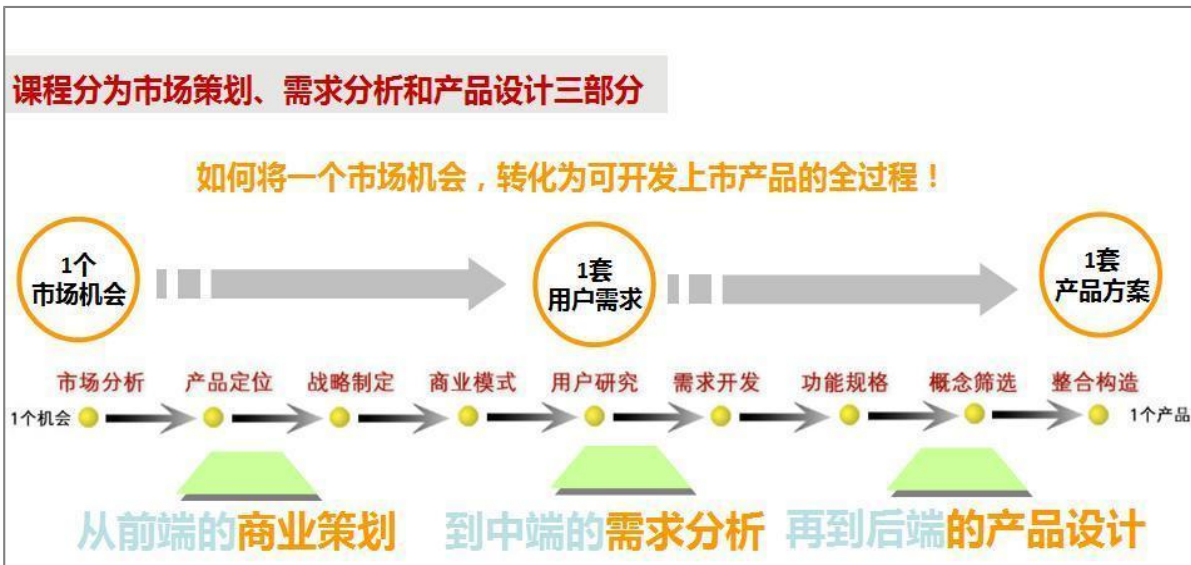 课程分为市场策划、需求分析和产品设计三部分
如何将一个市场机会，转化为可开发上市产品的全过程！
1个
市场机会
1套
用户需求
1套
产品方案
市场分析 产品定位 战略制定 商业模式 用户研究 需求开发 功能规格 概念筛选 整合构造
1个机会 1个产品
从前端的商业策划 到中端的需求分析 再到后端的产品设计